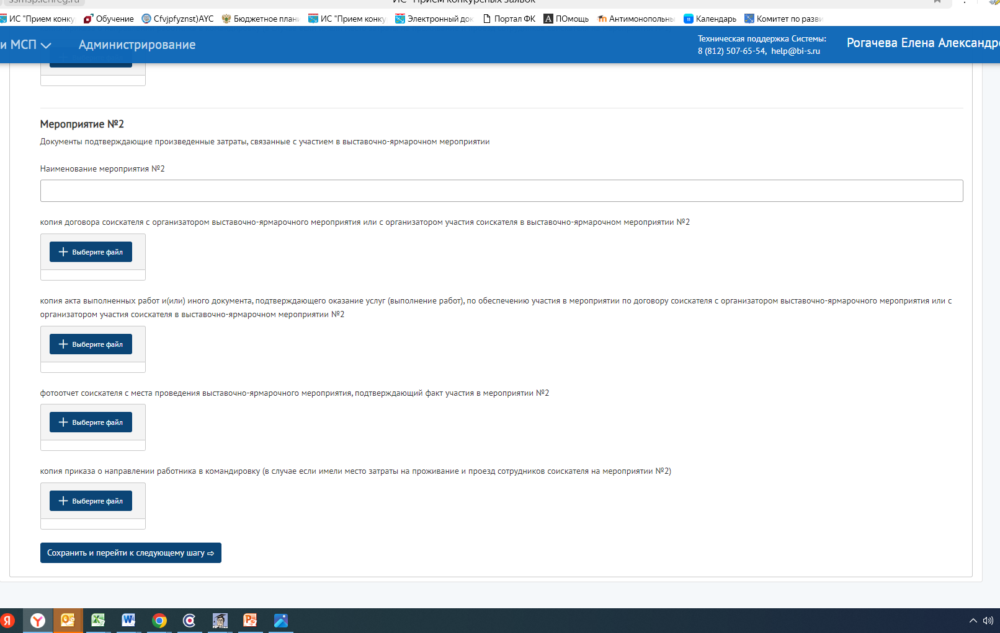 ssmsp.lenreg.ru ИС "Прием конкурсных заявок
ИС "Прием конку Обучение Cfvjpfyznst)АУС Бюджетное плани ИС "Прием конку Электронный док Портал ФК A ПОмощь Антимонопольны 11 Календарь Комитет по разви
и МСП Администрирование
Техническая поддержка Системы:
8 (812) 507-65-54, help@bi-s.ru
Рогачева Елена Александр
Мероприятие №2
Документы подтверждающие произведенные затраты, связанные с участием в выставочно-ярмарочном мероприятии
Наименование мероприятия №2
копия договора соискателя с организатором выставочно-ярмарочного мероприятия или с организатором участия соискателя в выставочно-ярмарочном мероприятии №2
Выберите файл
копия акта выполненных работ и(или) иного документа, подтверждающего оказание услуг (выполнение работ), по обеспечению участия в мероприятии по договору соискателя с организатором выставочно-ярмарочного мероприятия или с
организатором участия соискателя в выставочно-ярмарочном мероприятии №2
Выберите файл
фотоотчет соискателя с места проведения выставочно-ярмарочного мероприятия, подтверждающий факт участия в мероприятии №2
Выберите файл
копия приказа о направлении работника в командировку (в случае если имели место затраты на проживание и проезд сотрудников соискателя на мероприятии №2)
Выберите файл
Сохранить и перейти к следующему шагу ⇨